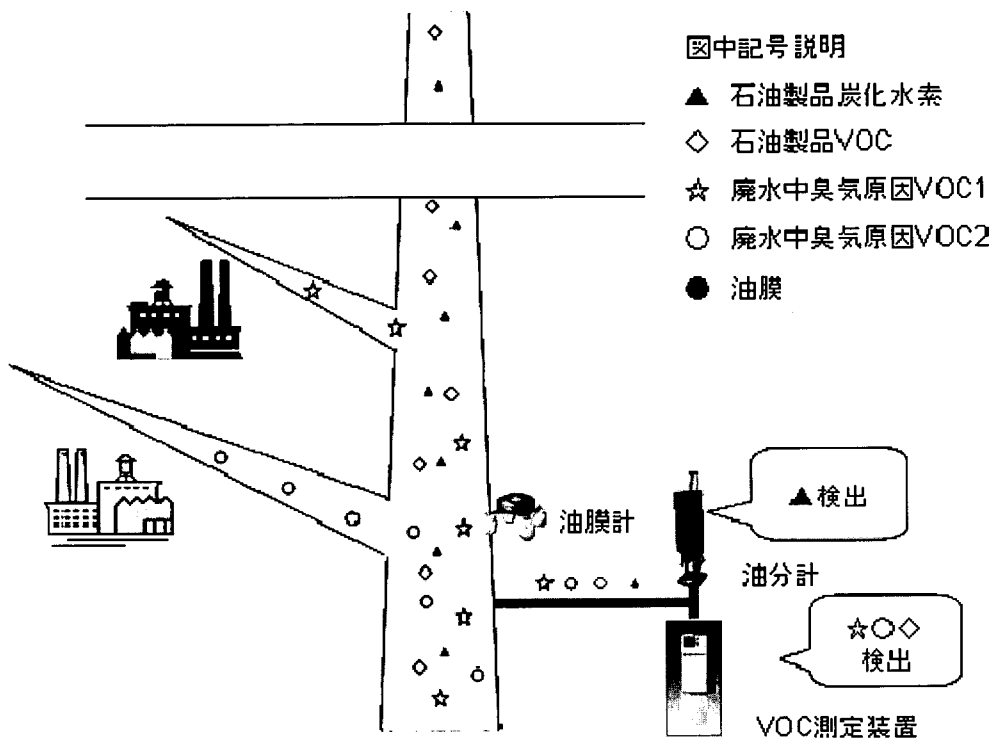 図中記号説明
▲ 石油製品炭化水素
◇ 石油製品VOC
☆ 廃水中臭気原因VOC1
○ 廃水中臭気原因VOC2
● 油膜
▲検出
油膜計
油分計
☆○◇
検出
VOC測定装置